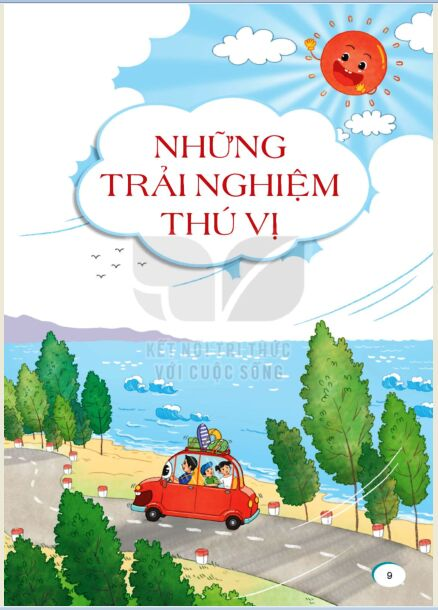 NHỮNG
TRẢI NGHIỆM
THÚ VỊ
KẾT NỐI TRI THỨC
VỚI CUỘC SỐNG
9